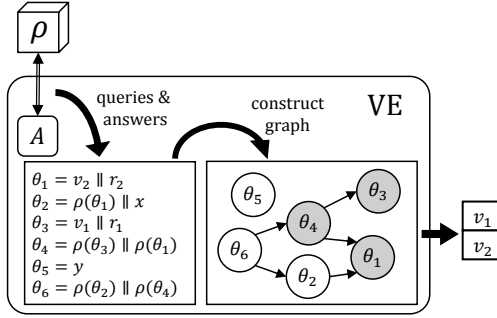 ρ
queries &
answers
construct
graph
VE
A
θ₁ = v₂ ∥ r₂
θ₂ = ρ(θ₁) ∥ x
θ₃ = v₁ ∥ r₁
θ₄ = ρ(θ₃) ∥ ρ(θ₁)
θ₅ = y
θ₆ = ρ(θ₂) ∥ ρ(θ₄)
θ₅
θ₃
θ₄
θ₆
θ₁
θ₂
v₁
v₂